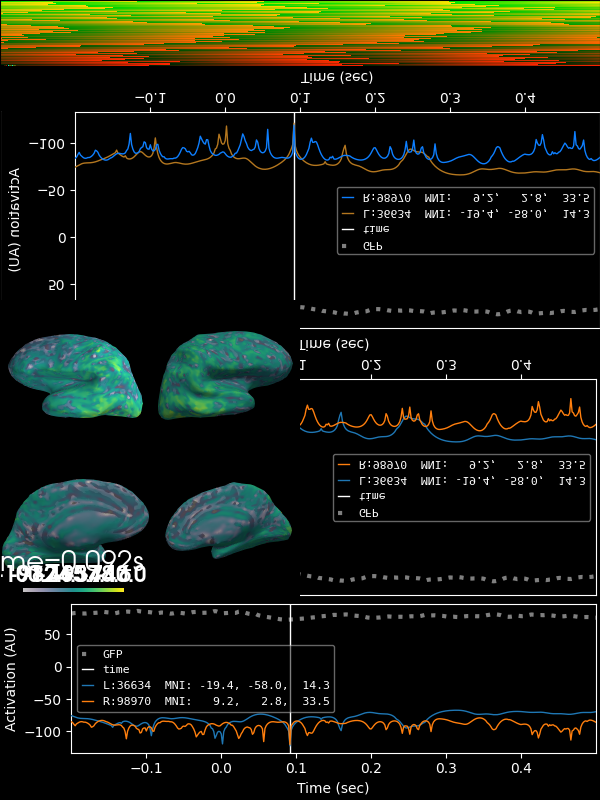 Time (sec)
−0.1 0.0 0.1 0.2 0.3 0.4
−100
−50
0
50
Activation (AU)
R:98970 MNI: 9.2, 2.8, 33.5
L:36634 MNI: -19.4, -58.0, 14.3
time
GFP
Time (sec)
1 0.2 0.3 0.4
R:98970 MNI: 9.2, 2.8, 33.5
L:36634 MNI: -19.4, -58.0, 14.3
time
GFP
me=0.092s
50
0
−50
−100
Activation (AU)
GFP
time
L:36634 MNI: -19.4, -58.0, 14.3
R:98970 MNI: 9.2, 2.8, 33.5
−0.1 0.0 0.1 0.2 0.3 0.4
Time (sec)